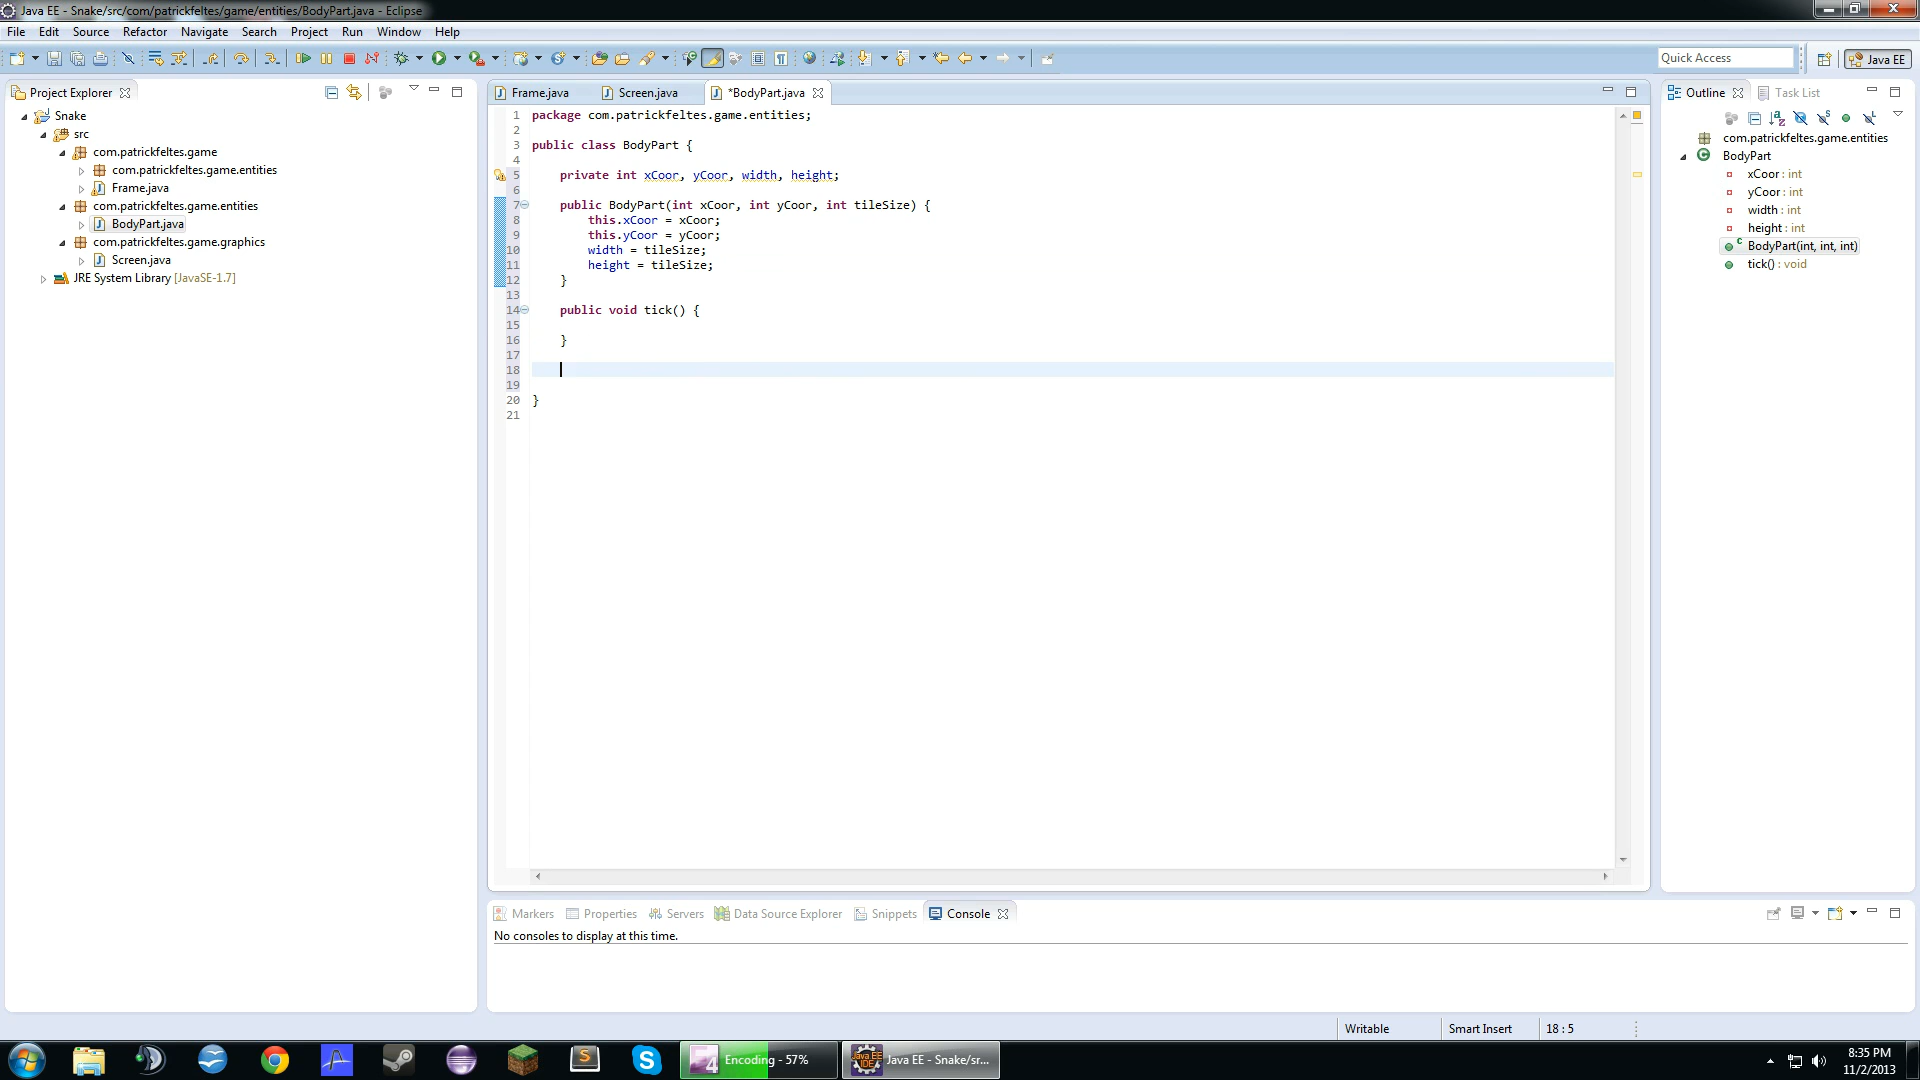 Java EE - Snake/src/com/patrickfeltes/game/entities/BodyPart.java - Eclipse
File Edit Source Refactor Navigate Search Project Run Window Help
Quick Access
Java EE
Project Explorer
Snake
src
com.patrickfeltes.game
com.patrickfeltes.game.entities
Frame.java
com.patrickfeltes.game.entities
BodyPart.java
com.patrickfeltes.game.graphics
Screen.java
JRE System Library [JavaSE-1.7]
Frame.java Screen.java *BodyPart.java
1 package com.patrickfeltes.game.entities;
2
3 public class BodyPart {
4
5 private int xCoor, yCoor, width, height;
6
7 public BodyPart(int xCoor, int yCoor, int tileSize) {
8 this.xCoor = xCoor;
9 this.yCoor = yCoor;
10 width = tileSize;
11 height = tileSize;
12 }
13
14 public void tick() {
15
16 }
17
18
19
20 }
21
Outline Task List
com.patrickfeltes.game.entities
BodyPart
xCoor : int
yCoor : int
width : int
height : int
BodyPart(int, int, int)
tick() : void
Markers Properties Servers Data Source Explorer Snippets Console
No consoles to display at this time.
Writable Smart Insert 18 : 5
Encoding - 57% Java EE - Snake/sr...
8:35 PM
11/2/2013